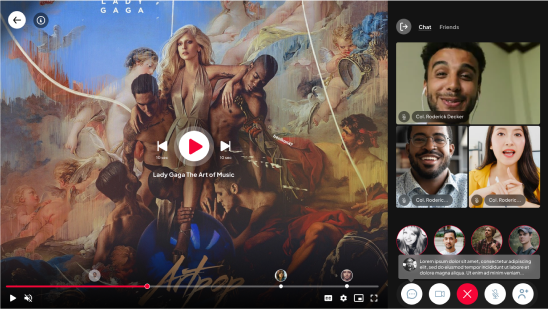 LADY
GAGA
Chat Friends
10 sec
10 sec
Lady Gaga The Art of Music
Artpop
Col. Roderick Decker
Col. Roderic...
Col. Roderic...
Lorem ipsum dolor sit amet, consectetur adipiscing
elit, sed do eiusmod tempor incididunt ut labore et
dolore magna aliqua. Ut enim ad minim veniam.